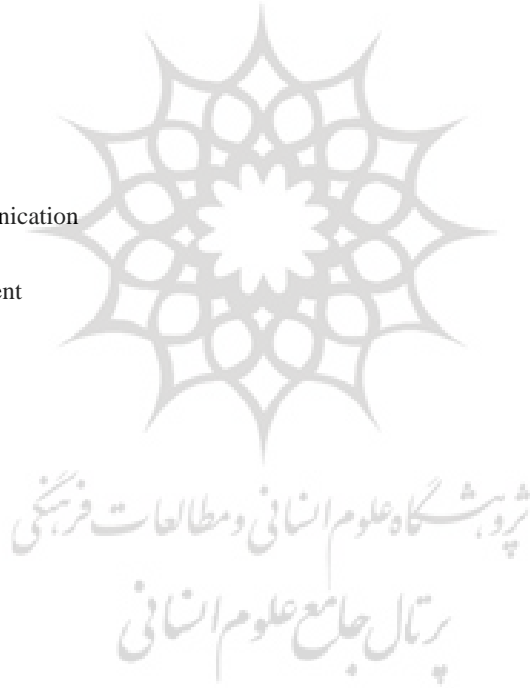 nication
ent
پژوهشگاه علوم انسانی و مطالعات فرهنگی
پرتال جامع علوم انسانی